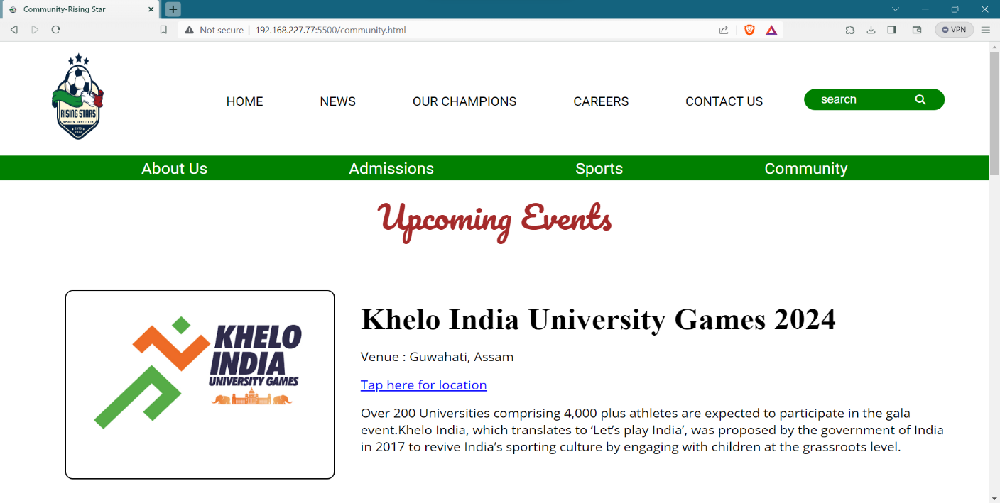 Community-Rising Star
Not secure | 192.168.227.77:5500/community.html
VPN
RISING STARS
SPORTS INSTITUTE
HOME NEWS OUR CHAMPIONS CAREERS CONTACT US search
About Us Admissions Sports Community
Upcoming Events
KHELO
INDIA
UNIVERSITY GAMES
Khelo India University Games 2024
Venue : Guwahati, Assam
Tap here for location
Over 200 Universities comprising 4,000 plus athletes are expected to participate in the gala
event.Khelo India, which translates to ‘Let’s play India’, was proposed by the government of India
in 2017 to revive India’s sporting culture by engaging with children at the grassroots level.